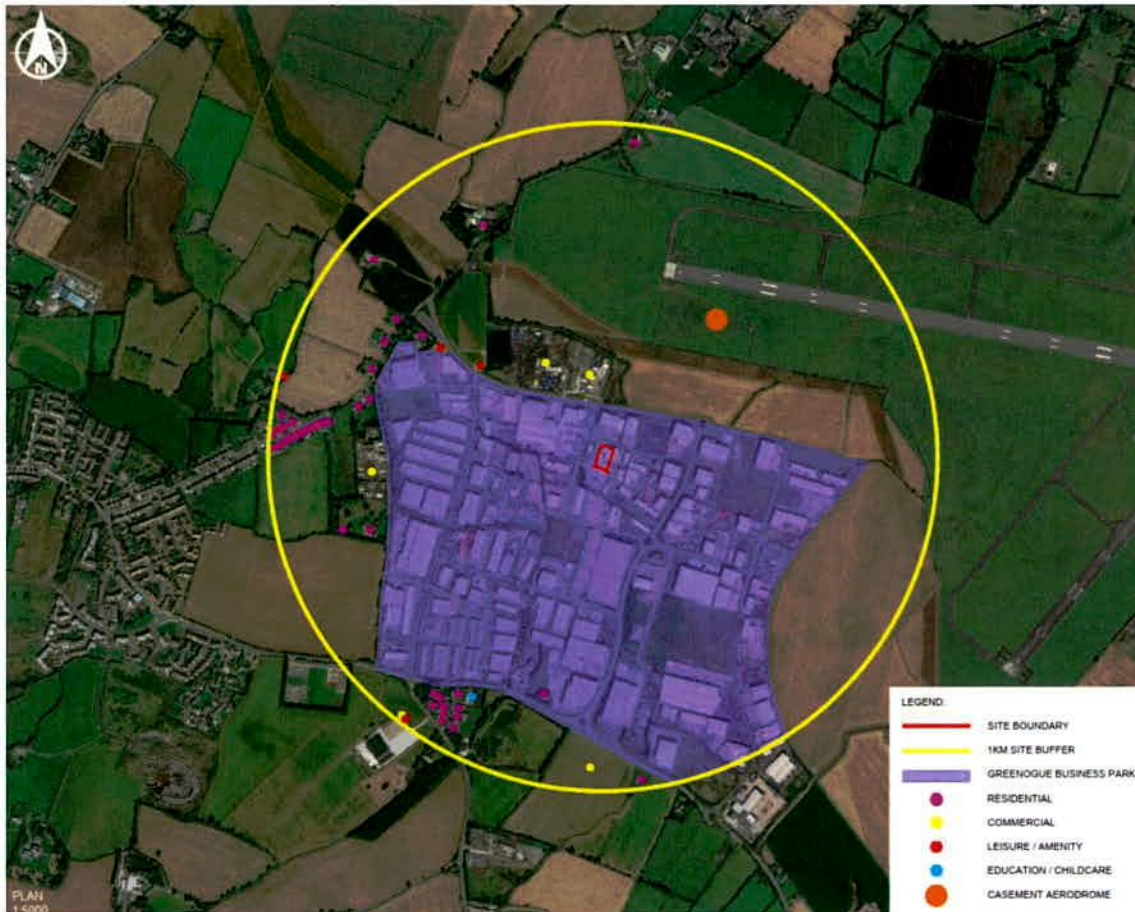 N
LEGEND:
SITE BOUNDARY
1KM SITE BUFFER
GREENOGUE BUSINESS PARK
RESIDENTIAL
COMMERCIAL
LEISURE / AMENITY
EDUCATION / CHILDCARE
CASEMENT AERODROME
PLAN
1:5000